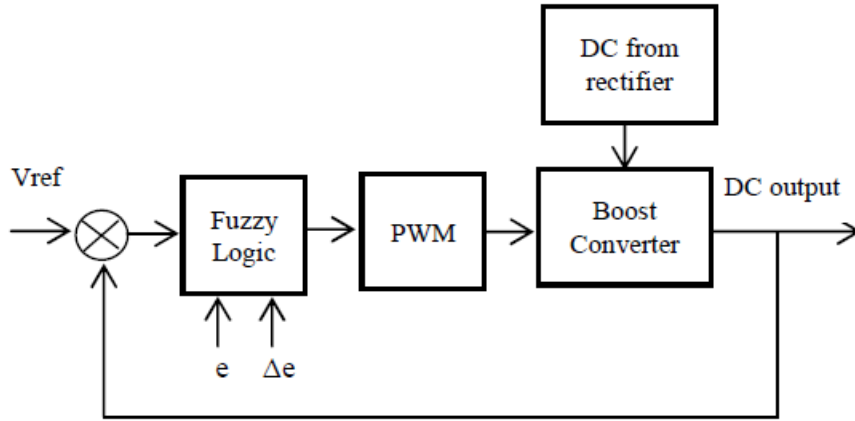 DC from
rectifier
Vref
Fuzzy
Logic
PWM
Boost
Converter
DC output
e
Δe